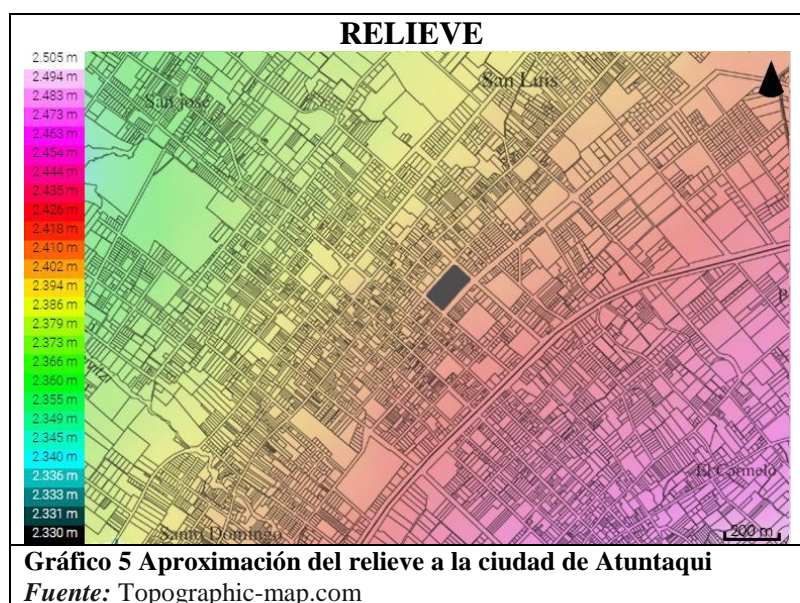 RELIEVE
2.505 m
2.494 m
2.483 m
2.473 m
2.463 m
2.454 m
2.444 m
2.435 m
2.426 m
2.418 m
2.410 m
2.402 m
2.394 m
2.386 m
2.379 m
2.373 m
2.366 m
2.360 m
2.355 m
2.349 m
2.345 m
2.340 m
2.336 m
2.333 m
2.331 m
2.330 m
San Luis
San jose
El Carmelo
Santo Domingo
200 m
Gráfico 5 Aproximación del relieve a la ciudad de Atuntaqui
Fuente: Topographic-map.com